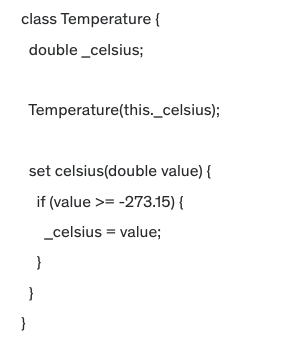 class Temperature {
double _celsius;
Temperature(this._celsius);
set celsius(double value) {
if (value >= -273.15) {
_celsius = value;
}
}
}